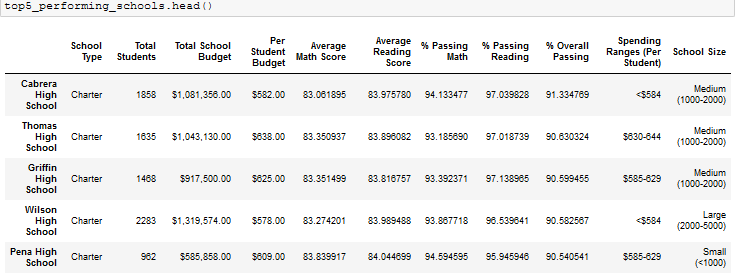 top5_performing_schools.head()
School Type Total Students Total School Budget Per Student Budget Average Math Score Average Reading Score % Passing Math % Passing Reading % Overall Passing Spending Ranges (Per Student) School Size
Cabrera High School Charter 1858 $1,081,356.00 $582.00 83.061895 83.975780 94.133477 97.039828 91.334769 <$584 Medium (1000-2000)
Thomas High School Charter 1635 $1,043,130.00 $638.00 83.350937 83.896082 93.185690 97.018739 90.630324 $630-644 Medium (1000-2000)
Griffin High School Charter 1468 $917,500.00 $625.00 83.351499 83.816757 93.392371 97.138965 90.599455 $585-629 Medium (1000-2000)
Wilson High School Charter 2283 $1,319,574.00 $578.00 83.274201 83.989488 93.867718 96.539641 90.582567 <$584 Large (2000-5000)
Pena High School Charter 962 $585,858.00 $609.00 83.839917 84.044699 94.594595 95.945946 90.540541 $585-629 Small (<1000)